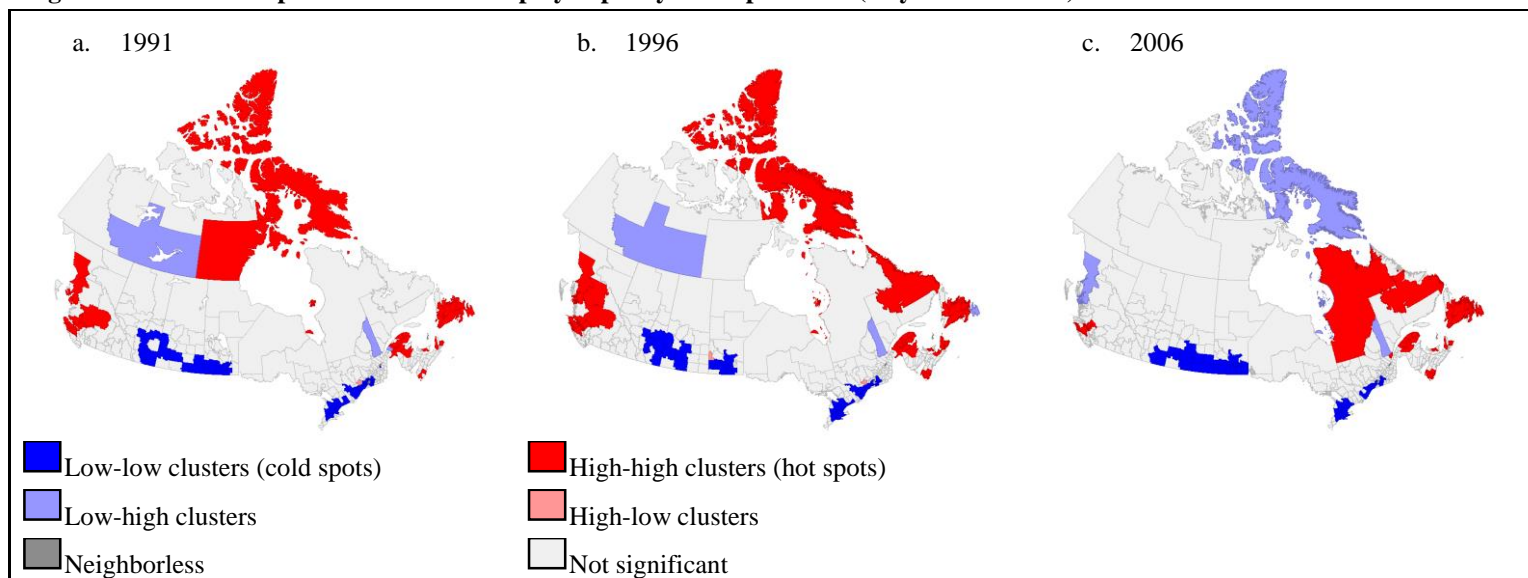 a. 1991
b. 1996
c. 2006
Low-low clusters (cold spots)
High-high clusters (hot spots)
Low-high clusters
High-low clusters
Neighborless
Not significant